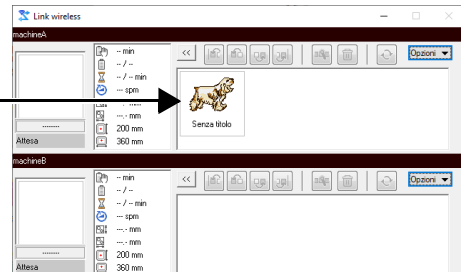 Link wireless
machineA
-- min
<<
Opzioni
-- / --
-- / -- min
--- spm
---.- mm
---.- mm
200 mm
360 mm
--------
Attesa
Senza titolo
machineB
-- min
<<
Opzioni
-- / --
-- / -- min
--- spm
---.- mm
---.- mm
200 mm
360 mm
--------
Attesa